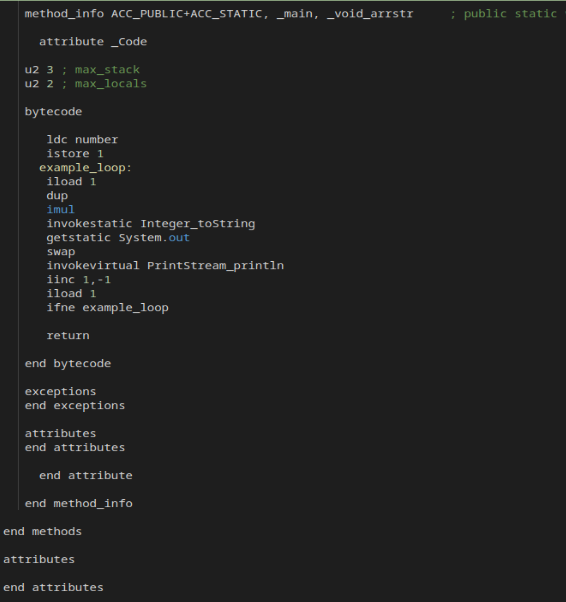 method_info ACC_PUBLIC+ACC_STATIC, _main, _void_arrstr ; public static
attribute _Code
u2 3 ; max_stack
u2 2 ; max_locals
bytecode
ldc number
istore 1
example_loop:
iload 1
dup
imul
invokestatic Integer_toString
getstatic System.out
swap
invokevirtual PrintStream_println
iinc 1,-1
iload 1
ifne example_loop
return
end bytecode
exceptions
end exceptions
attributes
end attributes
end attribute
end method_info
end methods
attributes
end attributes